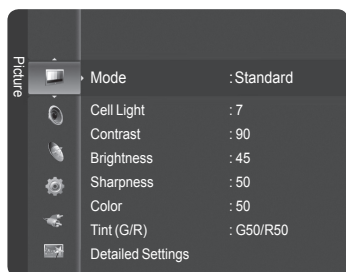 Picture
Mode : Standard
Cell Light : 7
Contrast : 90
Brightness : 45
Sharpness : 50
Color : 50
Tint (G/R) : G50/R50
Detailed Settings